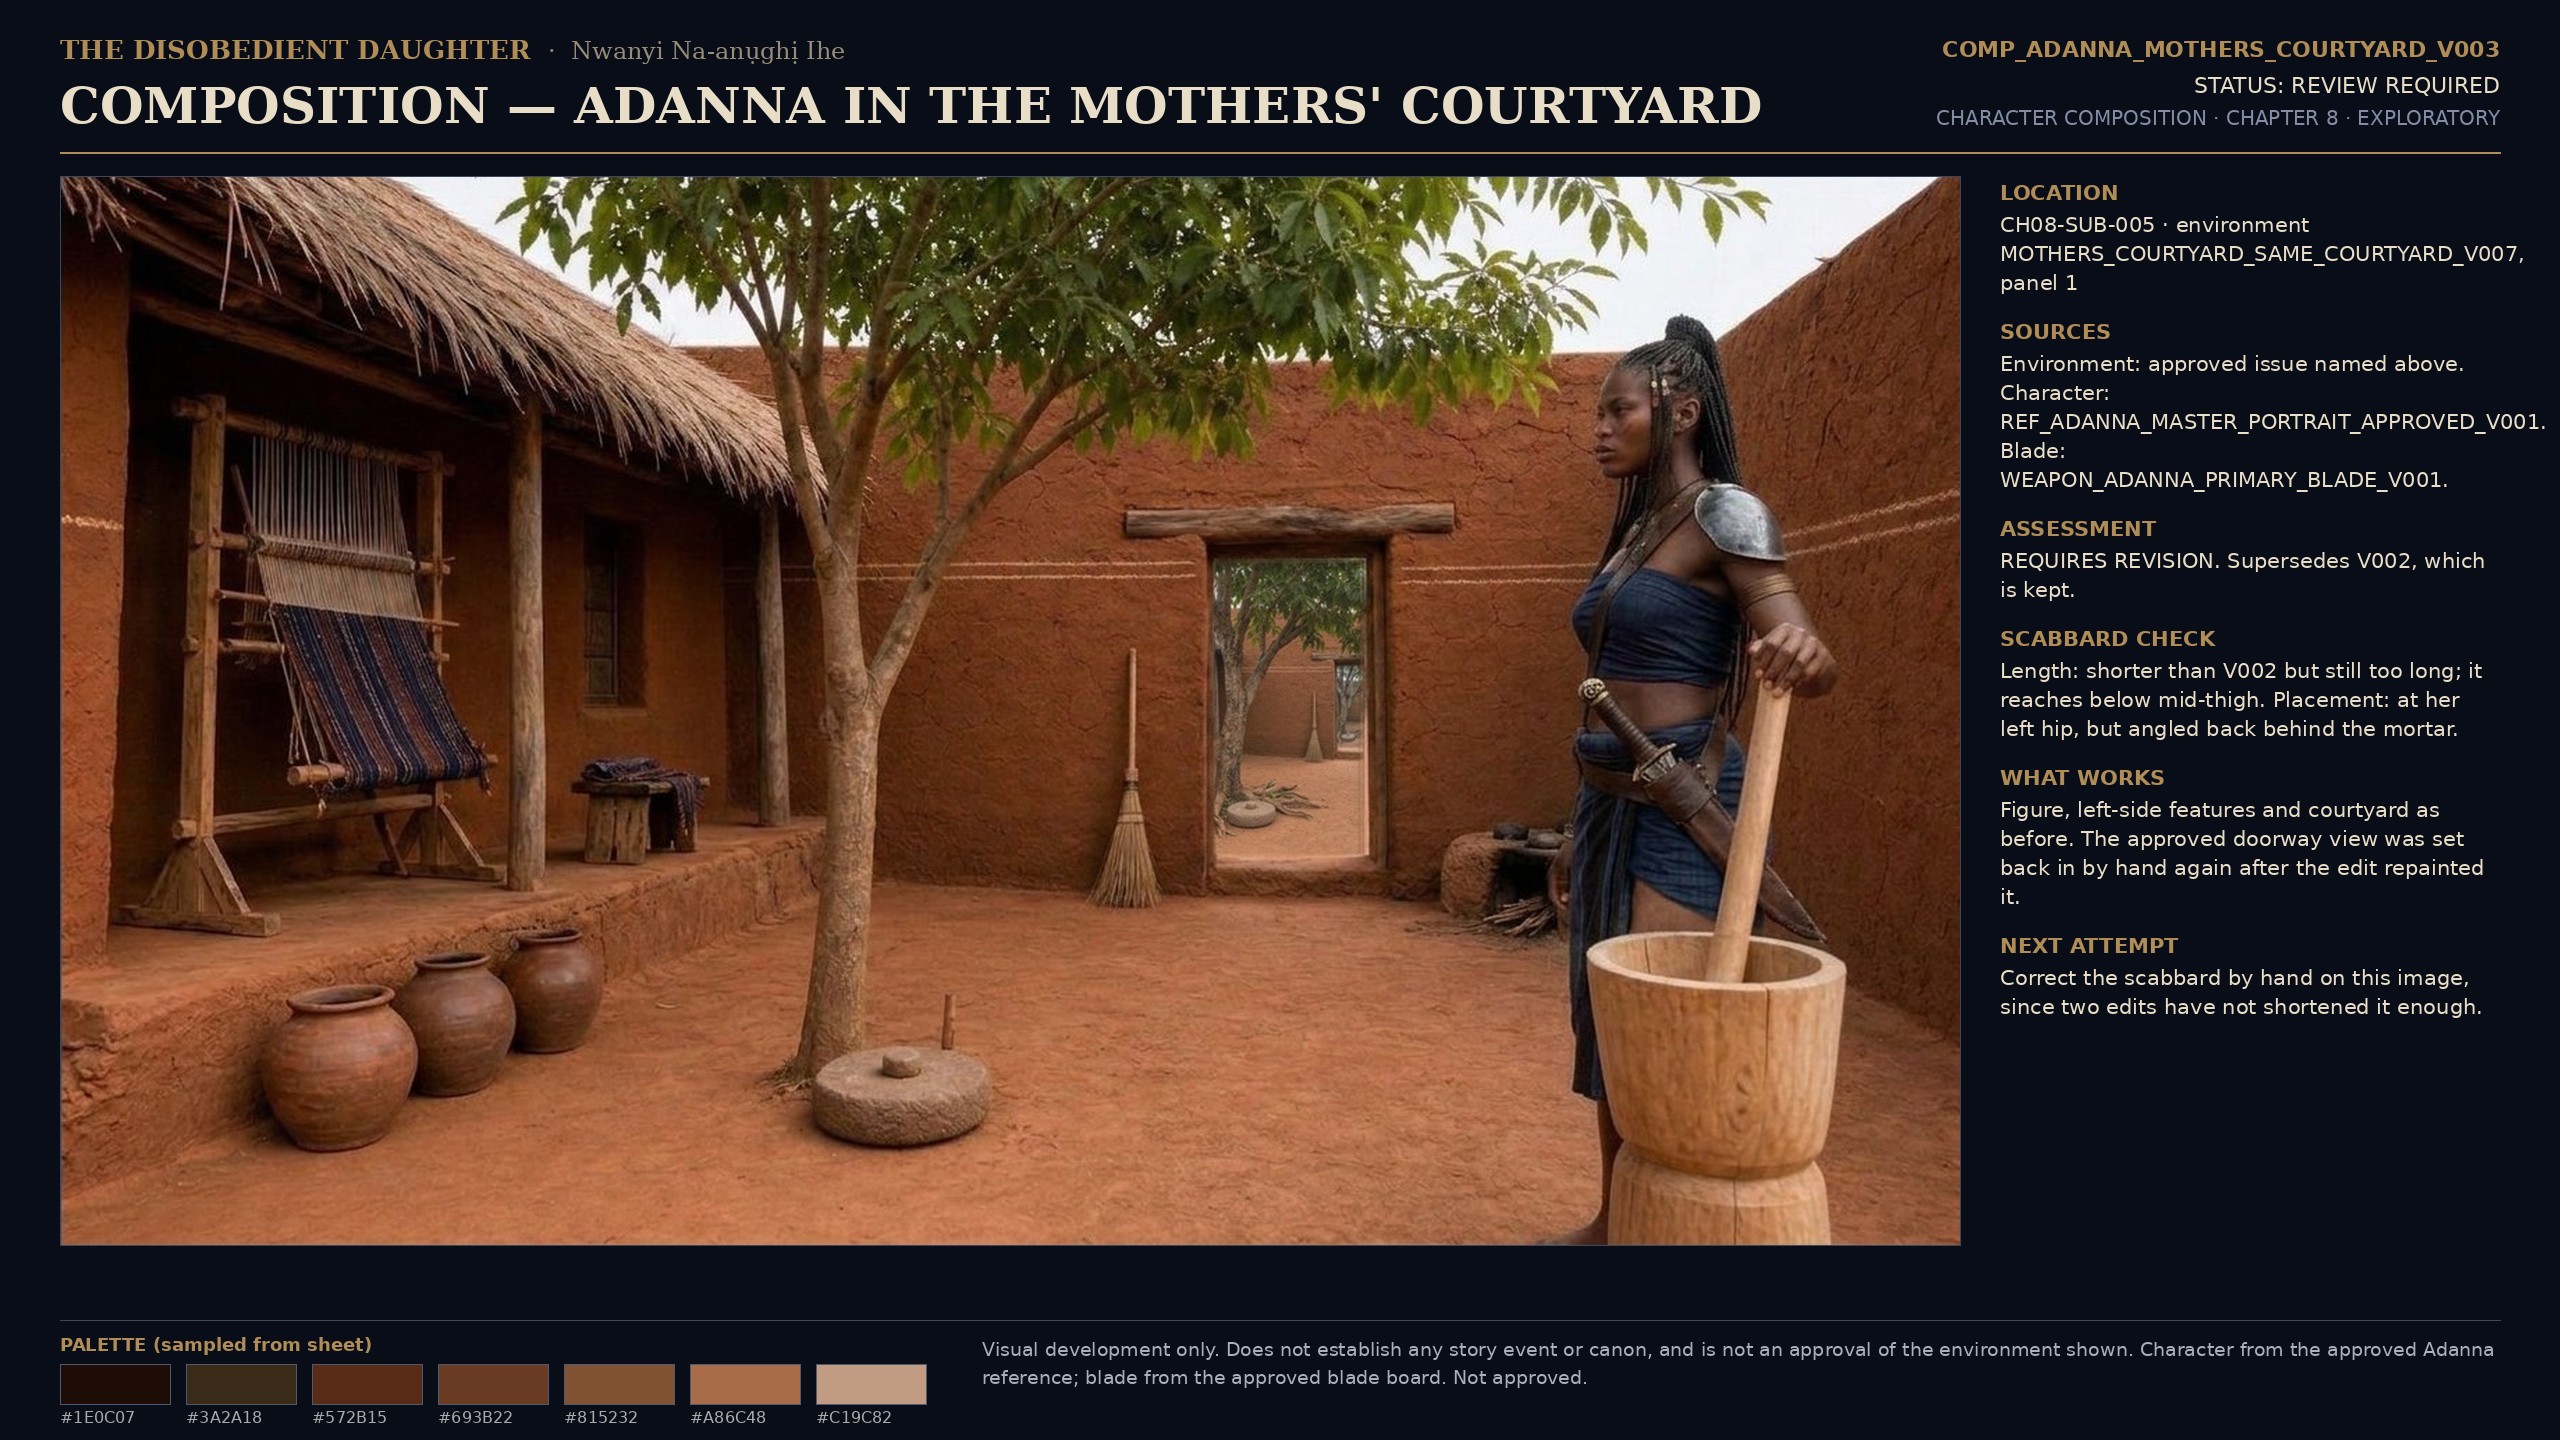 THE DISOBEDIENT DAUGHTER · Nwanyi Na-anụghị Ihe
COMPOSITION — ADANNA IN THE MOTHERS' COURTYARD
COMP_ADANNA_MOTHERS_COURTYARD_V003
STATUS: REVIEW REQUIRED
CHARACTER COMPOSITION · CHAPTER 8 · EXPLORATORY
LOCATION
CH08-SUB-005 · environment
MOTHERS_COURTYARD_SAME_COURTYARD_V007,
panel 1
SOURCES
Environment: approved issue named above.
Character:
REF_ADANNA_MASTER_PORTRAIT_APPROVED_V001.
Blade:
WEAPON_ADANNA_PRIMARY_BLADE_V001.
ASSESSMENT
REQUIRES REVISION. Supersedes V002, which
is kept.
SCABBARD CHECK
Length: shorter than V002 but still too long; it
reaches below mid-thigh. Placement: at her
left hip, but angled back behind the mortar.
WHAT WORKS
Figure, left-side features and courtyard as
before. The approved doorway view was set
back in by hand again after the edit repainted
it.
NEXT ATTEMPT
Correct the scabbard by hand on this image,
since two edits have not shortened it enough.
PALETTE (sampled from sheet)
#1E0C07 #3A2A18 #572B15 #693B22 #815232 #A86C48 #C19C82
Visual development only. Does not establish any story event or canon, and is not an approval of the environment shown. Character from the approved Adanna
reference; blade from the approved blade board. Not approved.